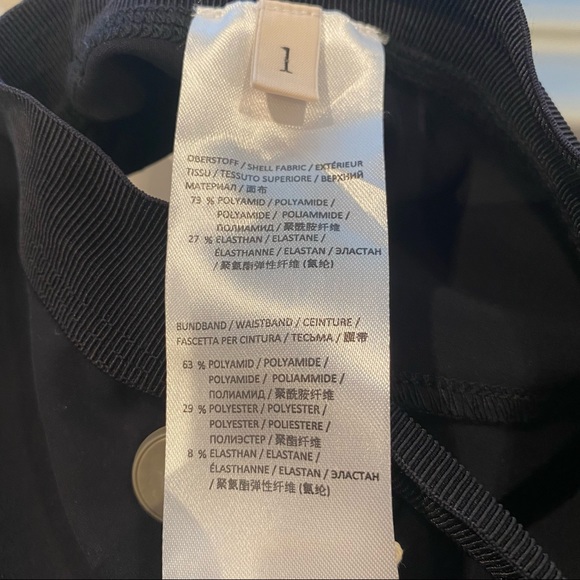 1
OBERSTOFF / SHELL FABRIC / EXTÉRIEUR
TISSU / TESSUTO SUPERIORE / ВЕРХНИЙ
МАТЕРИАЛ / 面布
73 % POLYAMID / POLYAMIDE /
POLYAMIDE / POLIAMMIDE /
ПОЛИАМИД / 聚酰胺纤维
27 % ELASTHAN / ELASTANE /
ÉLASTHANNE / ELASTAN / ЭЛАСТАН
/ 聚氨酯弹性纤维 (氨纶)
BUNDBAND / WAISTBAND / CEINTURE /
FASCETTA PER CINTURA / ТЕСЬМА / 腰带
63 % POLYAMID / POLYAMIDE /
POLYAMIDE / POLIAMMIDE /
ПОЛИАМИД / 聚酰胺纤维
29 % POLYESTER / POLYESTER /
POLYESTER / POLIESTERE /
ПОЛИЭСТЕР / 聚酯纤维
8 % ELASTHAN / ELASTANE /
ÉLASTHANNE / ELASTAN / ЭЛАСТАН
/ 聚氨酯弹性纤维 (氨纶)